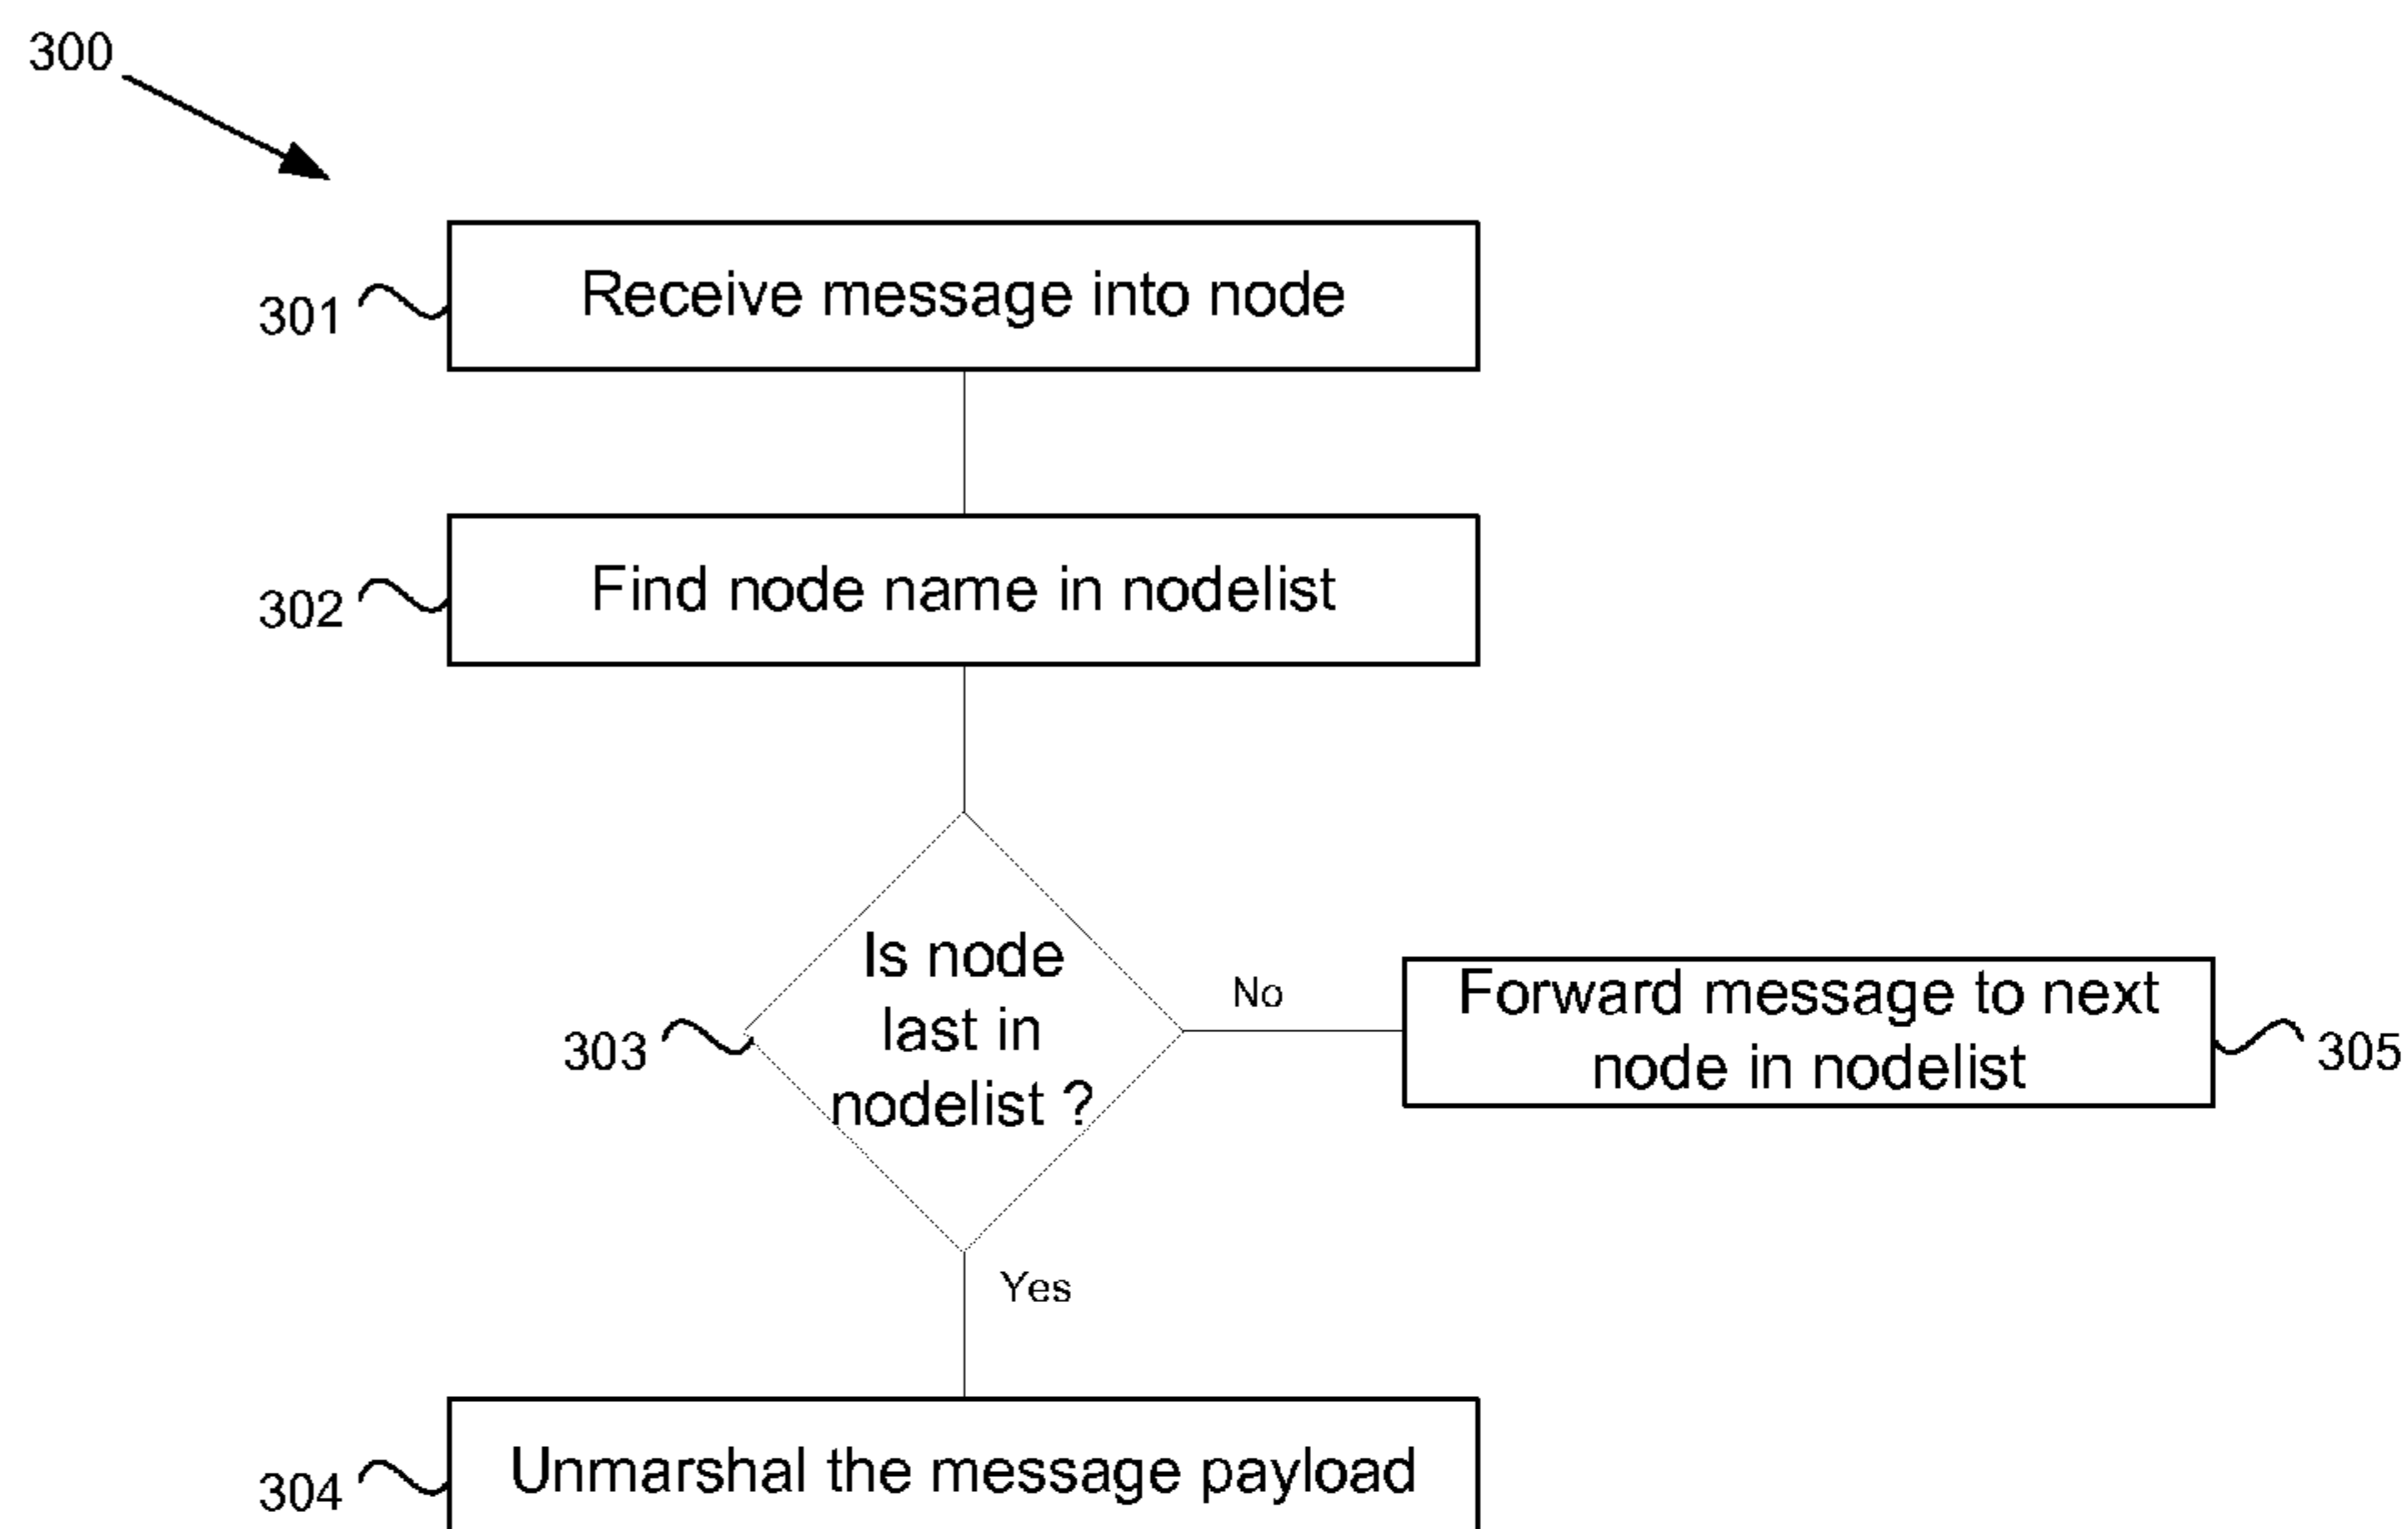 300
301
Receive message into node
302
Find node name in nodelist
303
Is node
last in
nodelist ?
No
Forward message to next
node in nodelist
305
Yes
304
Unmarshal the message payload